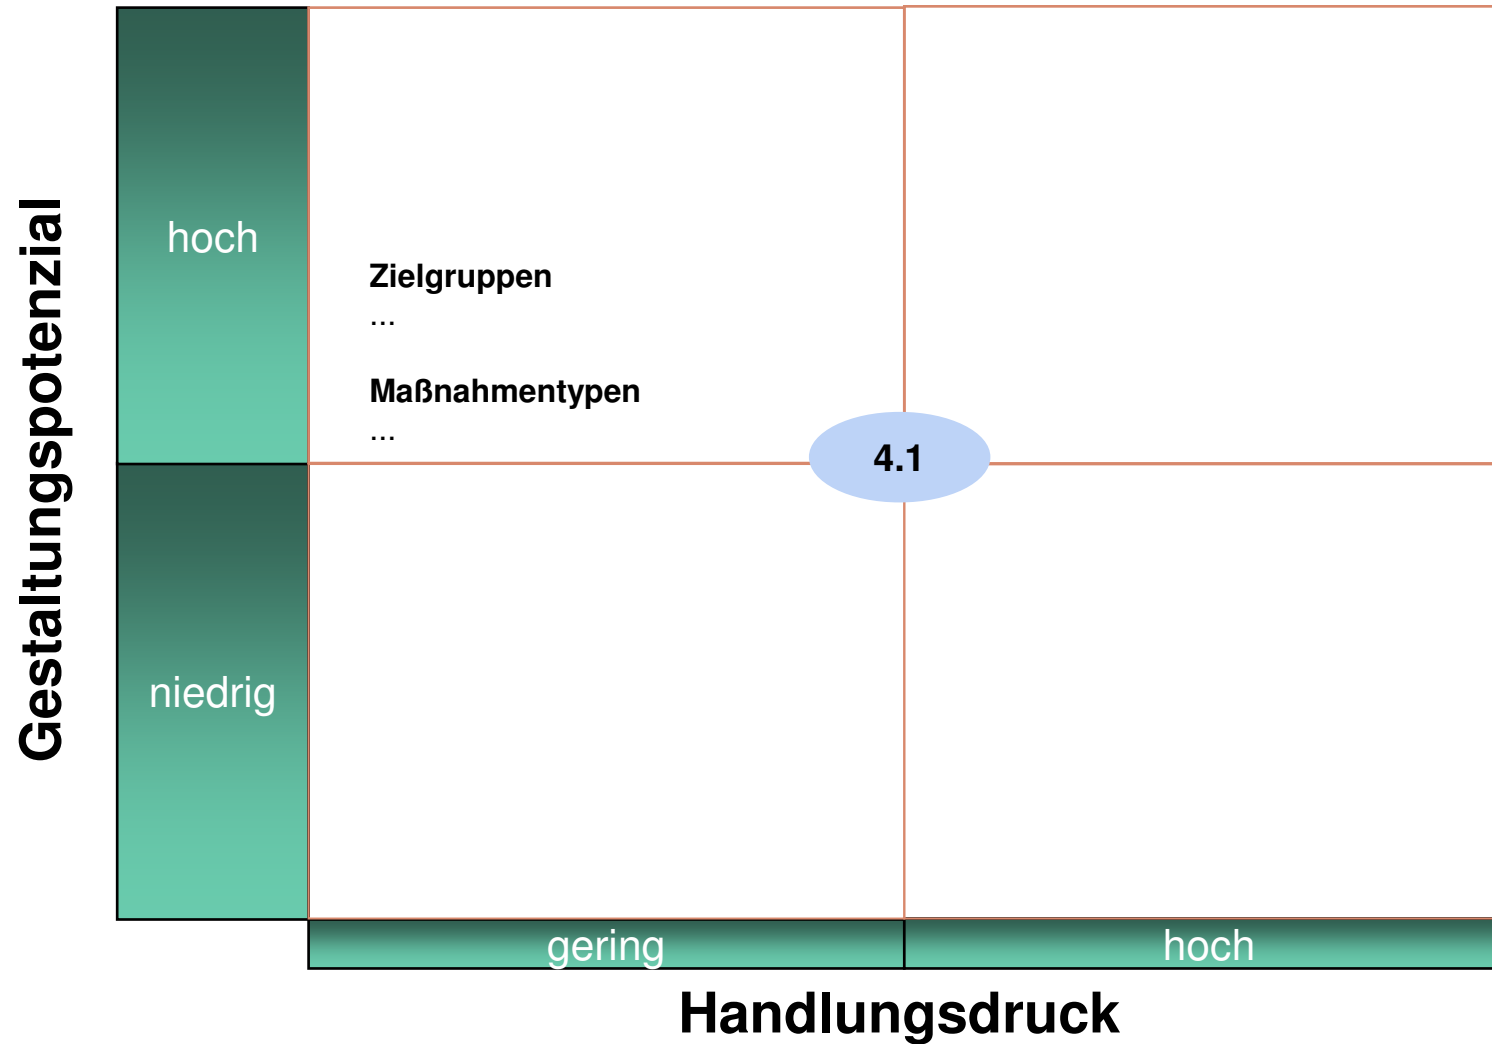 Gestaltungspotenzial
hoch
Zielgruppen
...
Maßnahmentypen
...
4.1
niedrig
gering
hoch
Handlungsdruck